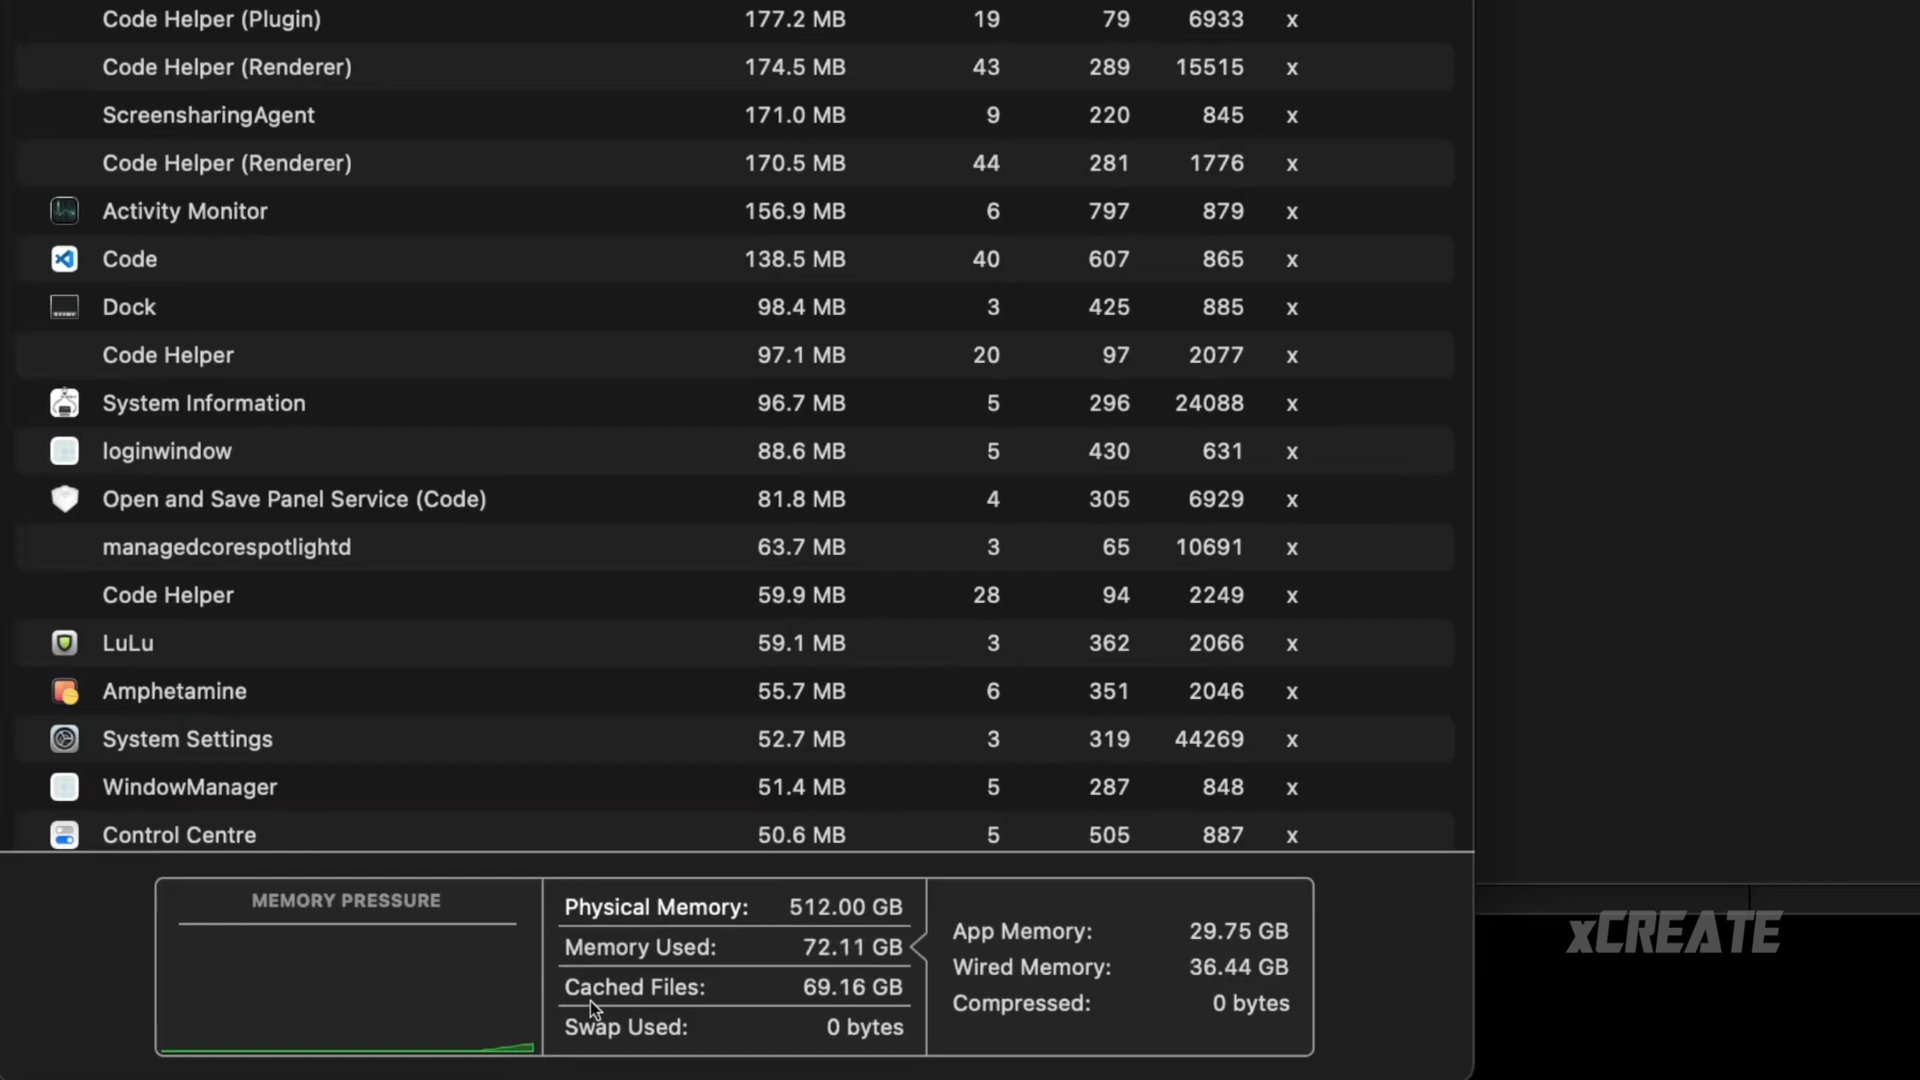 Code Helper (Plugin) 177.2 MB 19 79 6933 x
Code Helper (Renderer) 174.5 MB 43 289 15515 x
ScreensharingAgent 171.0 MB 9 220 845 x
Code Helper (Renderer) 170.5 MB 44 281 1776 x
Activity Monitor 156.9 MB 6 797 879 x
Code 138.5 MB 40 607 865 x
Dock 98.4 MB 3 425 885 x
Code Helper 97.1 MB 20 97 2077 x
System Information 96.7 MB 5 296 24088 x
loginwindow 88.6 MB 5 430 631 x
Open and Save Panel Service (Code) 81.8 MB 4 305 6929 x
managedcorespotlightd 63.7 MB 3 65 10691 x
Code Helper 59.9 MB 28 94 2249 x
LuLu 59.1 MB 3 362 2066 x
Amphetamine 55.7 MB 6 351 2046 x
System Settings 52.7 MB 3 319 44269 x
WindowManager 51.4 MB 5 287 848 x
Control Centre 50.6 MB 5 505 887 x
MEMORY PRESSURE
Physical Memory: 512.00 GB
Memory Used: 72.11 GB
Cached Files: 69.16 GB
Swap Used: 0 bytes
App Memory: 29.75 GB
Wired Memory: 36.44 GB
Compressed: 0 bytes
xCREATE